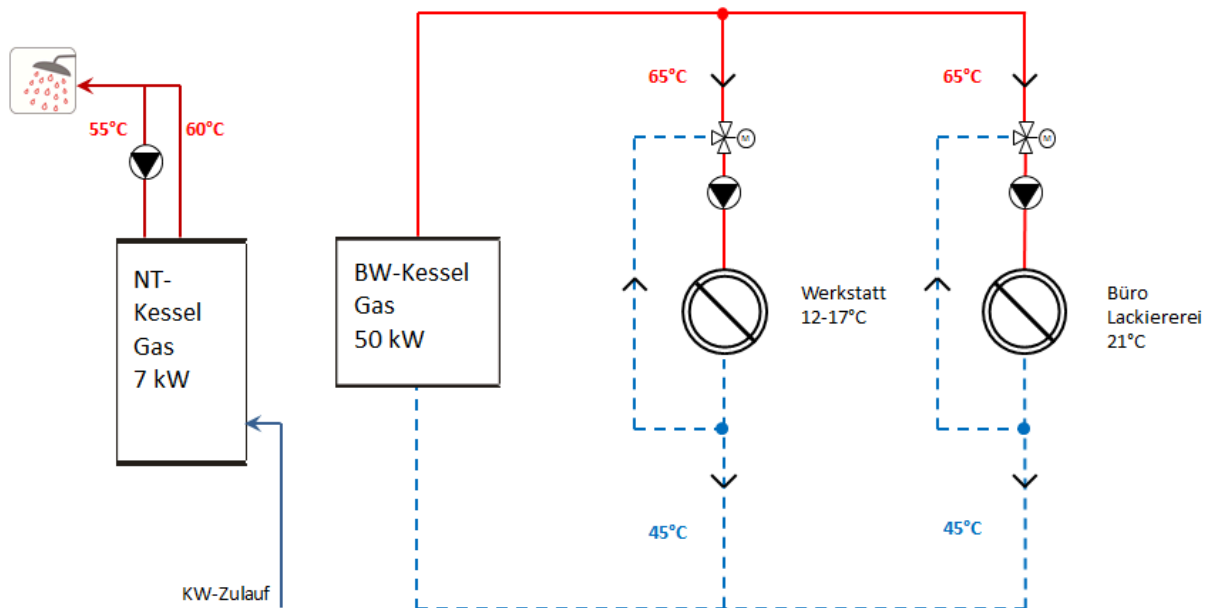 55°C
60°C
NT-
Kessel
Gas
7 kW
KW-Zulauf
BW-Kessel
Gas
50 kW
65°C
M
Werkstatt
12-17°C
45°C
65°C
M
Büro
Lackiererei
21°C
45°C